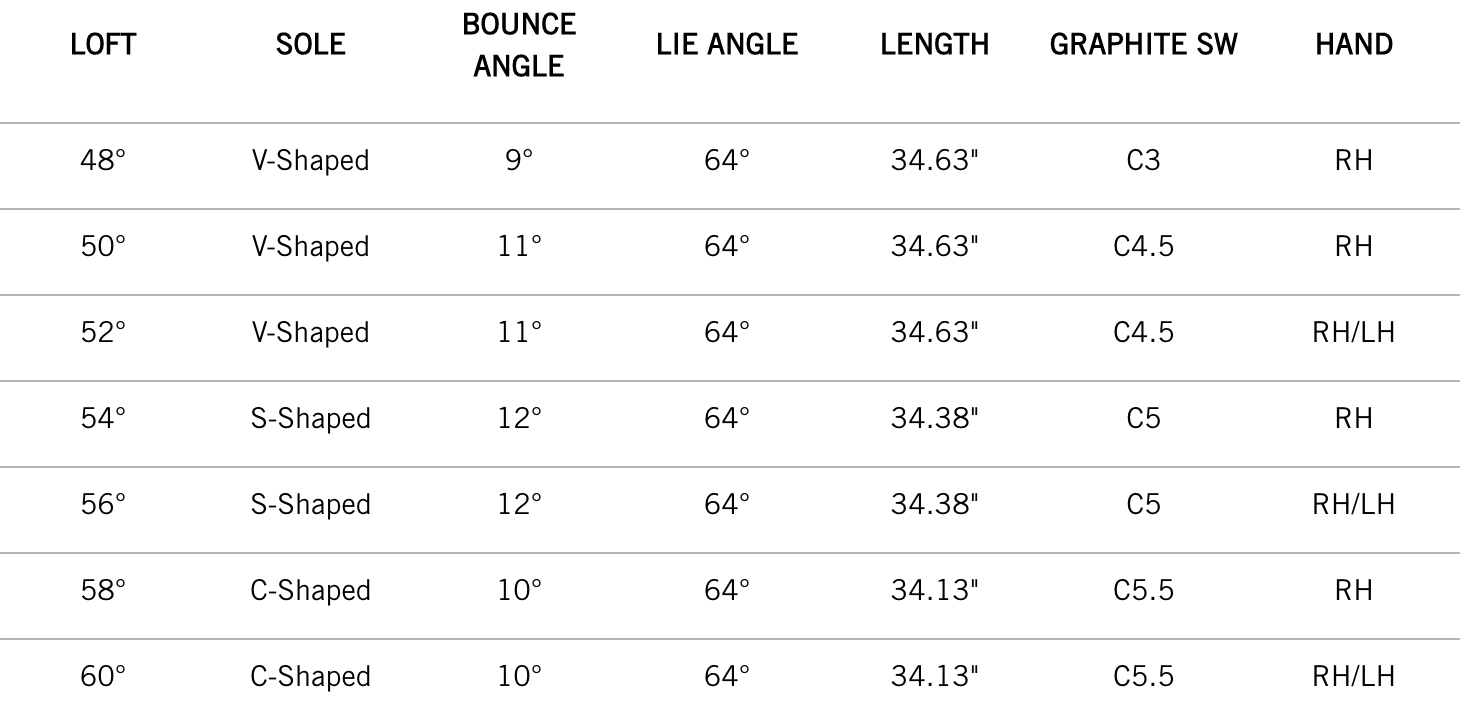 LOFT SOLE BOUNCE ANGLE LIE ANGLE LENGTH GRAPHITE SW HAND
48° V-Shaped 9° 64° 34.63" C3 RH
50° V-Shaped 11° 64° 34.63" C4.5 RH
52° V-Shaped 11° 64° 34.63" C4.5 RH/LH
54° S-Shaped 12° 64° 34.38" C5 RH
56° S-Shaped 12° 64° 34.38" C5 RH/LH
58° C-Shaped 10° 64° 34.13" C5.5 RH
60° C-Shaped 10° 64° 34.13" C5.5 RH/LH